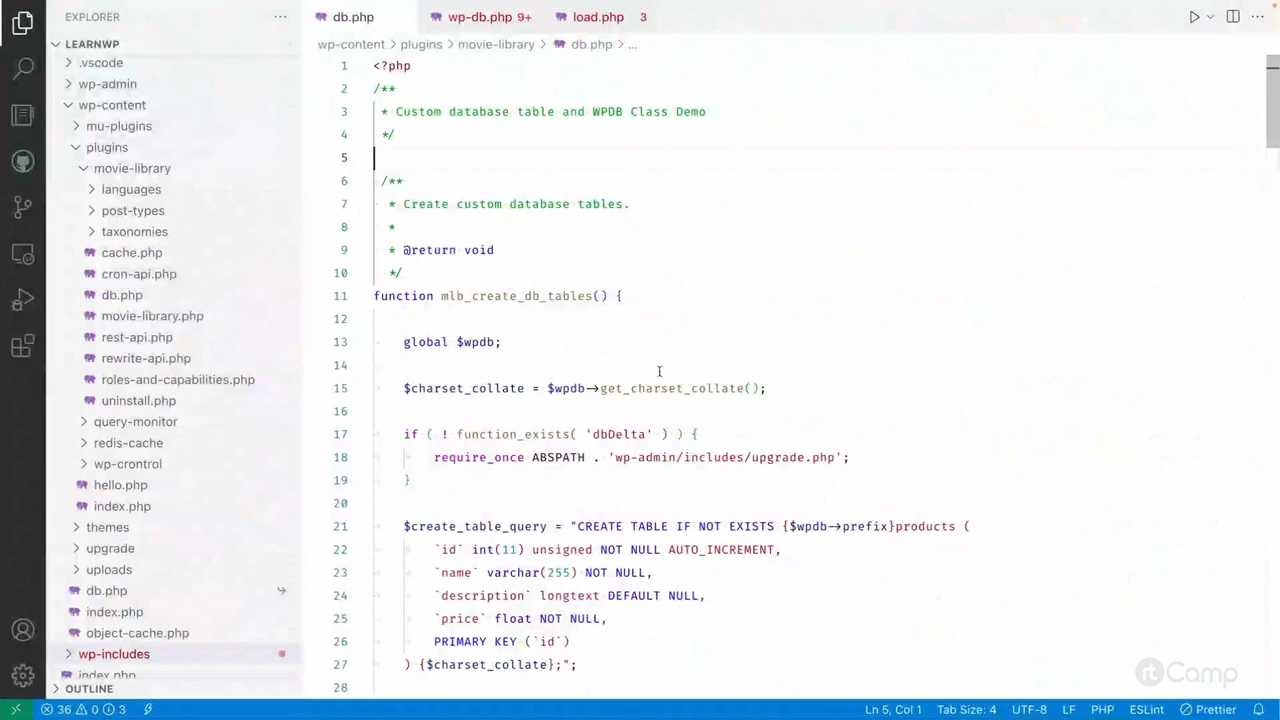 EXPLORER
LEARNWP
.vscode
wp-admin
wp-content
mu-plugins
plugins
movie-library
languages
post-types
taxonomies
cache.php
cron-api.php
db.php
movie-library.php
rest-api.php
rewrite-api.php
roles-and-capabilities.php
uninstall.php
query-monitor
redis-cache
wp-crontrol
hello.php
index.php
themes
upgrade
uploads
db.php
index.php
object-cache.php
wp-includes
index.php
OUTLINE
db.php wp-db.php 9+ load.php 3
wp-content > plugins > movie-library > db.php > ...
1 <?php
2 /**
3 * Custom database table and WPDB Class Demo
4 */
5
6 /**
7 * Create custom database tables.
8 *
9 * @return void
10 */
11 function mlb_create_db_tables() {
12
13 global $wpdb;
14
15 $charset_collate = $wpdb->get_charset_collate();
16
17 if ( ! function_exists( 'dbDelta' ) ) {
18 require_once ABSPATH . 'wp-admin/includes/upgrade.php';
19 }
20
21 $create_table_query = "CREATE TABLE IF NOT EXISTS {$wpdb->prefix}products (
22 `id` int(11) unsigned NOT NULL AUTO_INCREMENT,
23 `name` varchar(255) NOT NULL,
24 `description` longtext DEFAULT NULL,
25 `price` float NOT NULL,
26 PRIMARY KEY (`id`)
27 ) {$charset_collate};";
28
rtCamp
36 0 3 Ln 5, Col 1 Tab Size: 4 UTF-8 LF PHP ESLint Prettier